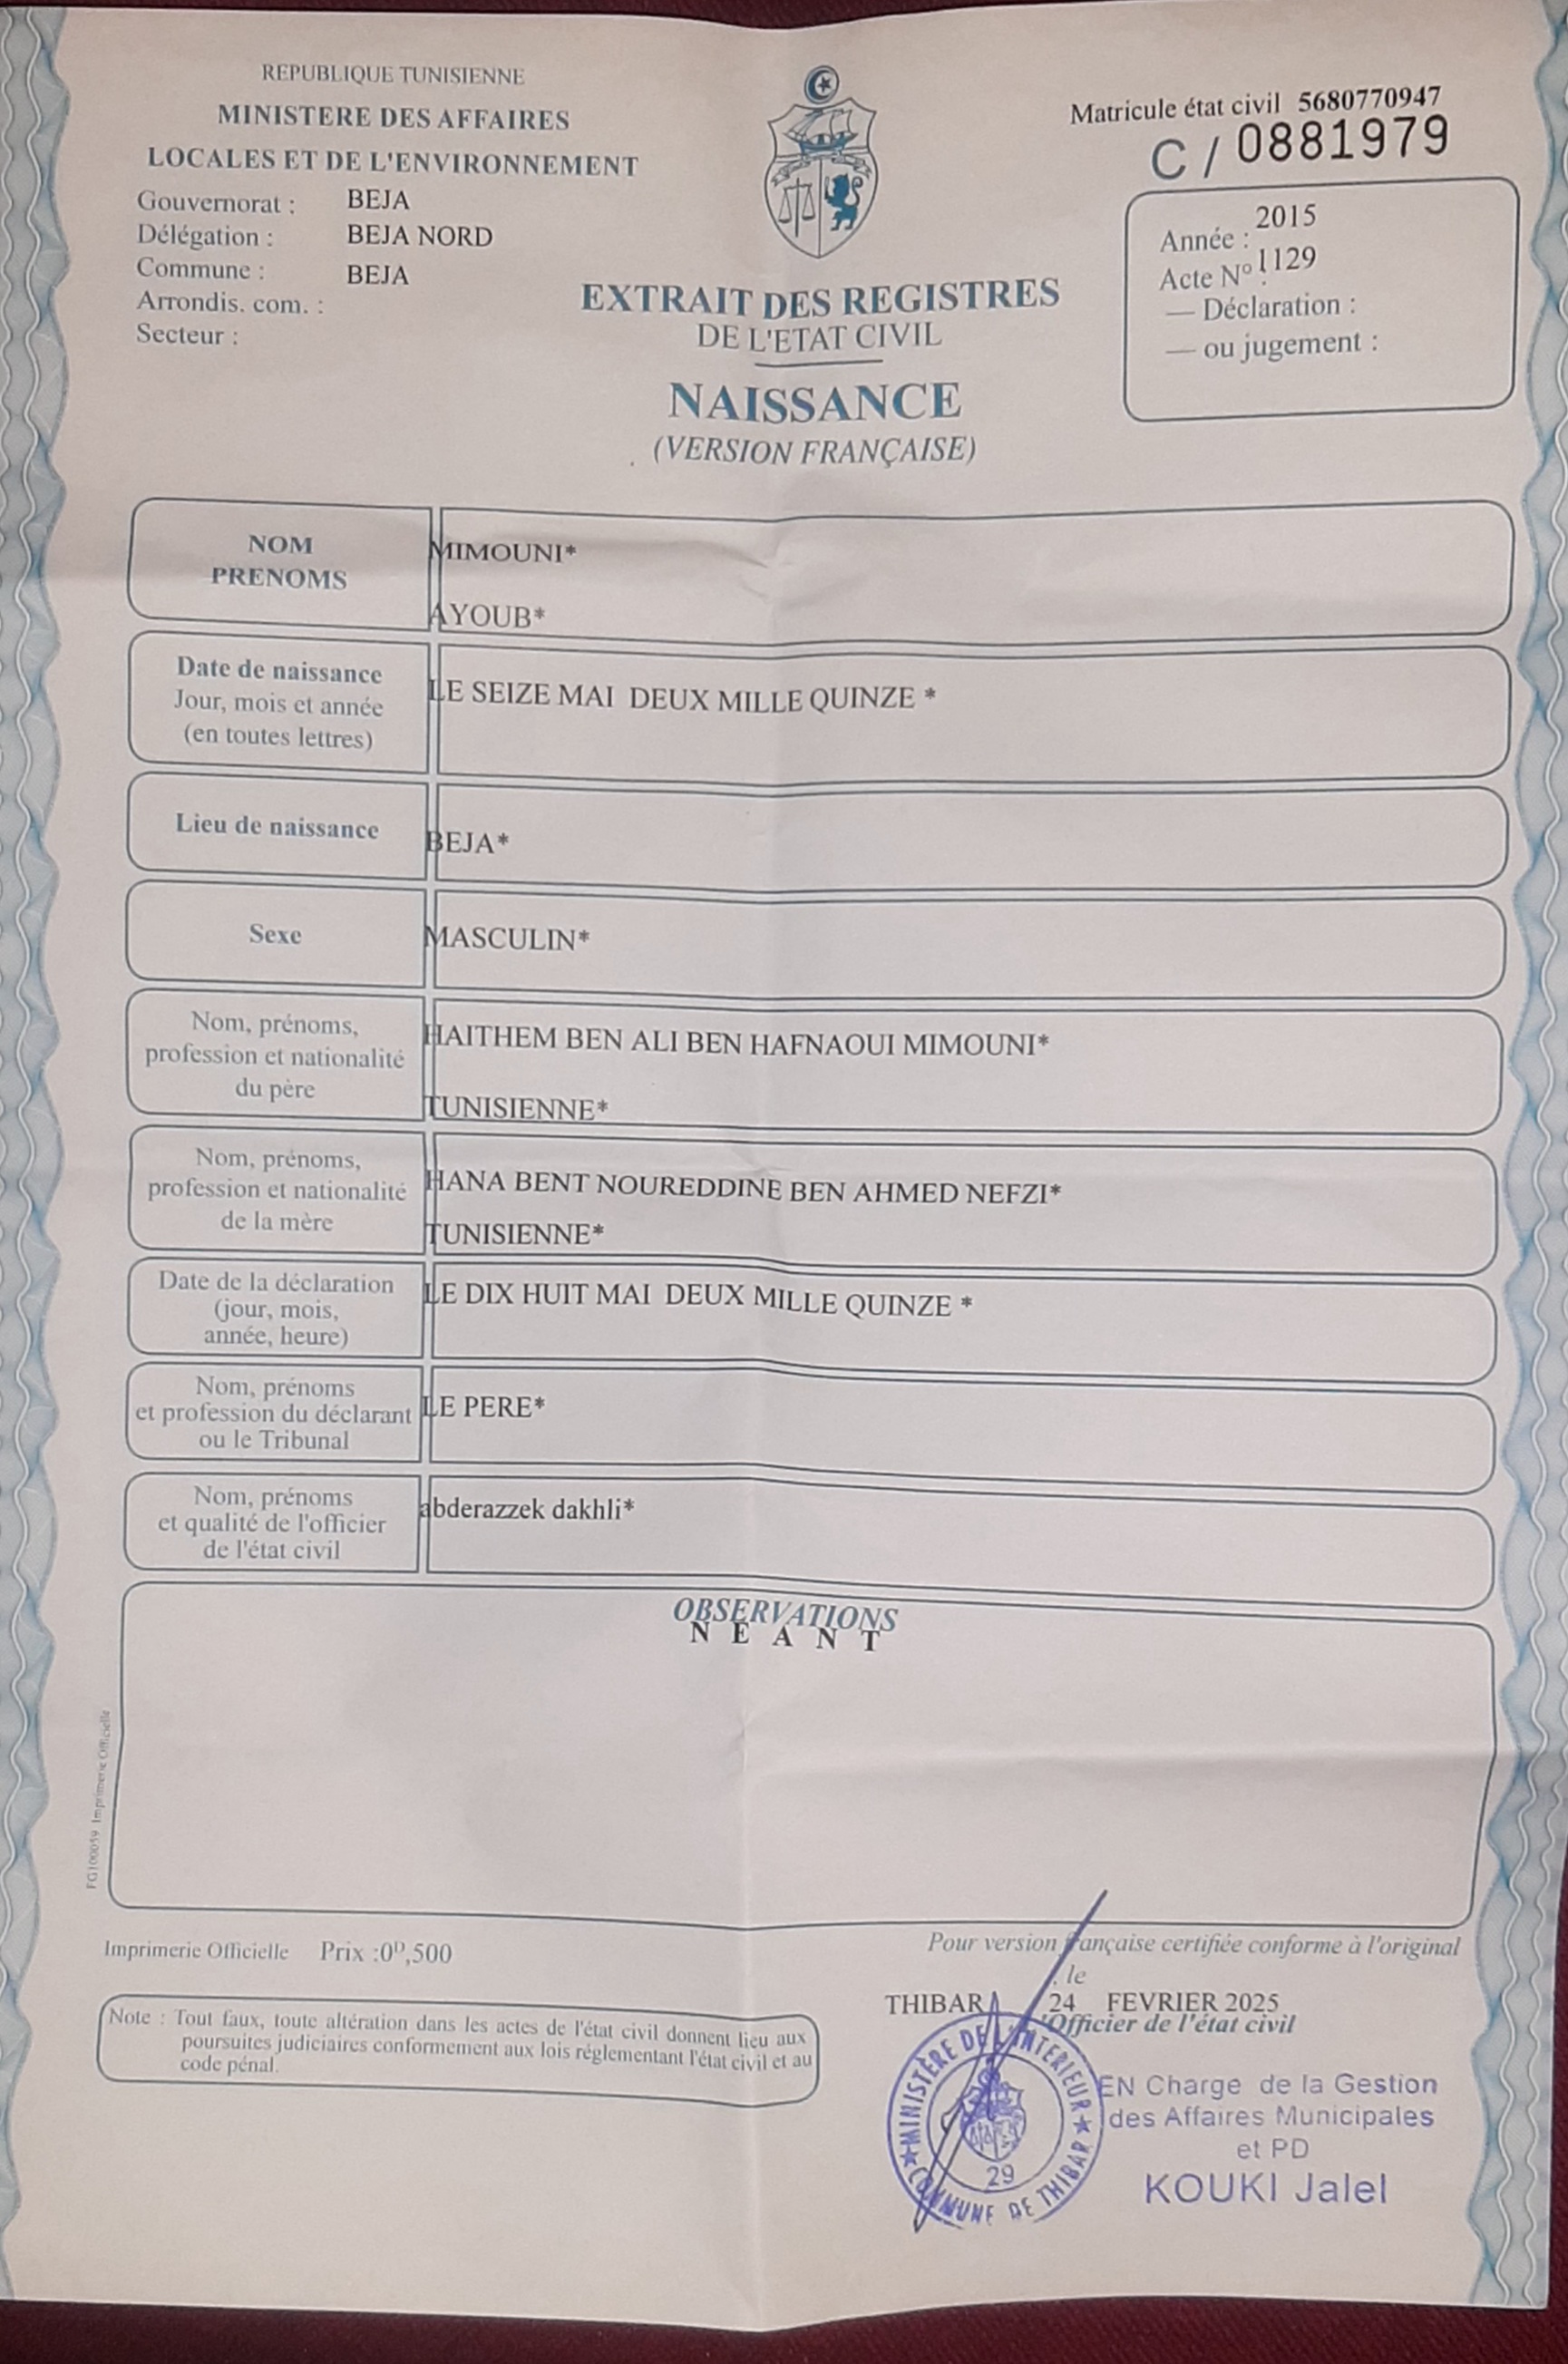 REPUBLIQUE TUNISIENNE
MINISTERE DES AFFAIRES
LOCALES ET DE L'ENVIRONNEMENT
Gouvernorat : BEJA
Délégation : BEJA NORD
Commune : BEJA
Arrondis. com. :
Secteur :
Matricule état civil 5680770947
C / 0881979
Année : 2015
Acte N° : 1129
— Déclaration :
— ou jugement :
EXTRAIT DES REGISTRES
DE L'ETAT CIVIL
NAISSANCE
(VERSION FRANÇAISE)
NOM
PRENOMS
MIMOUNI*
AYOUB*
Date de naissance
Jour, mois et année
(en toutes lettres)
LE SEIZE MAI DEUX MILLE QUINZE *
Lieu de naissance
BEJA*
Sexe
MASCULIN*
Nom, prénoms,
profession et nationalité
du père
HAITHEM BEN ALI BEN HAFNAOUI MIMOUNI*
TUNISIENNE*
Nom, prénoms,
profession et nationalité
de la mère
HANA BENT NOUREDDINE BEN AHMED NEFZI*
TUNISIENNE*
Date de la déclaration
(jour, mois,
année, heure)
LE DIX HUIT MAI DEUX MILLE QUINZE *
Nom, prénoms
et profession du déclarant
ou le Tribunal
LE PERE*
Nom, prénoms
et qualité de l'officier
de l'état civil
abderazzek dakhli*
OBSERVATIONS
N E A N T
FG100059 Imprimerie Officielle
Imprimerie Officielle Prix :0ᴰ,500
Note : Tout faux, toute altération dans les actes de l'état civil donnent lieu aux
poursuites judiciaires conformement aux lois réglementant l'état civil et au
code pénal.
Pour version française certifiée conforme à l'original
, le
THIBAR 24 FEVRIER 2025
l'Officier de l'état civil
MINISTÈRE DE L'INTERIEUR
COMMUNE DE THIBAR
29
EN Charge de la Gestion
des Affaires Municipales
et PD
KOUKI Jalel